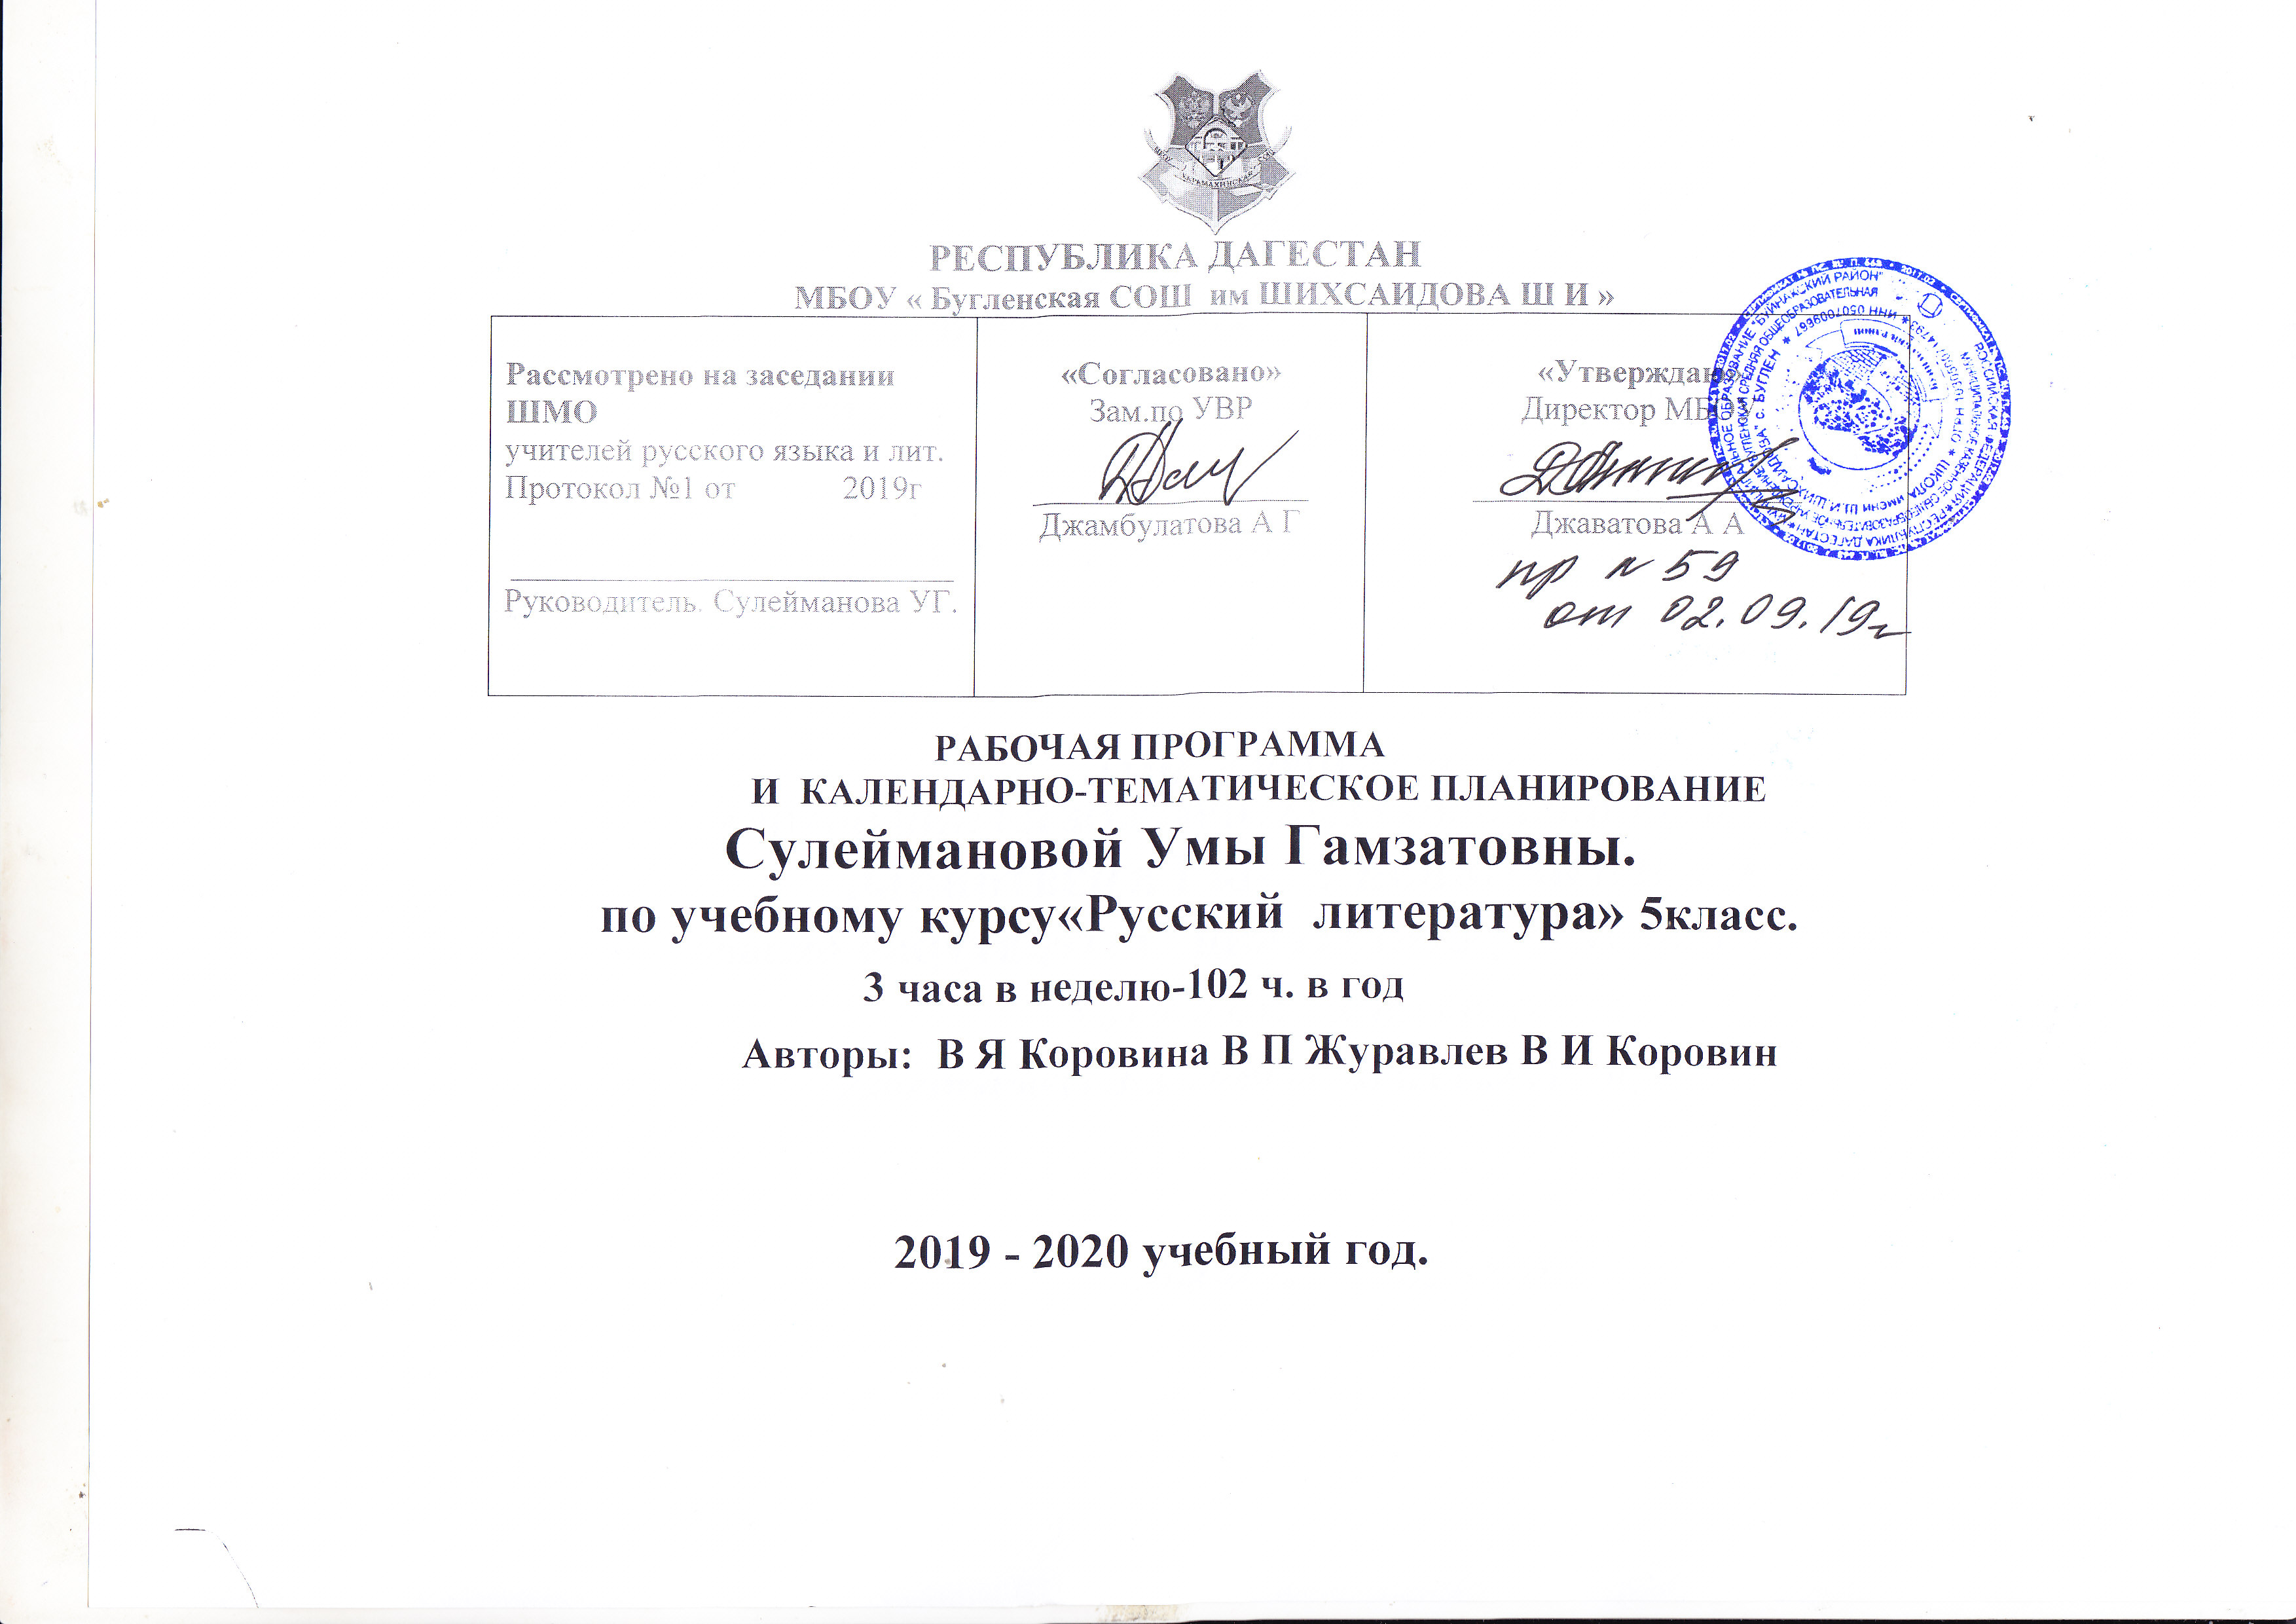 РЕСПУБЛИКА ДАГЕСТАН
МБОУ « Бугленская СОШ им ШИХСАИДОВА Ш И »
Рассмотрено на заседании
ШМО
учителей русского языка и лит.
Протокол №1 от 2019г
Руководитель. Сулейманова УГ.
«Согласовано»
Зам.по УВР
Джамбулатова А Г
«Утверждаю»
Директор
Джаватова А А
пр № 59
от 02.09.19г
РАБОЧАЯ ПРОГРАММА
И КАЛЕНДАРНО-ТЕМАТИЧЕСКОЕ ПЛАНИРОВАНИЕ
Сулеймановой Умы Гамзатовны.
по учебному курсу«Русский литература» 5класс.
3 часа в неделю-102 ч. в год
Авторы: В Я Коровина В П Журавлев В И Коровин
2019 - 2020 учебный год.